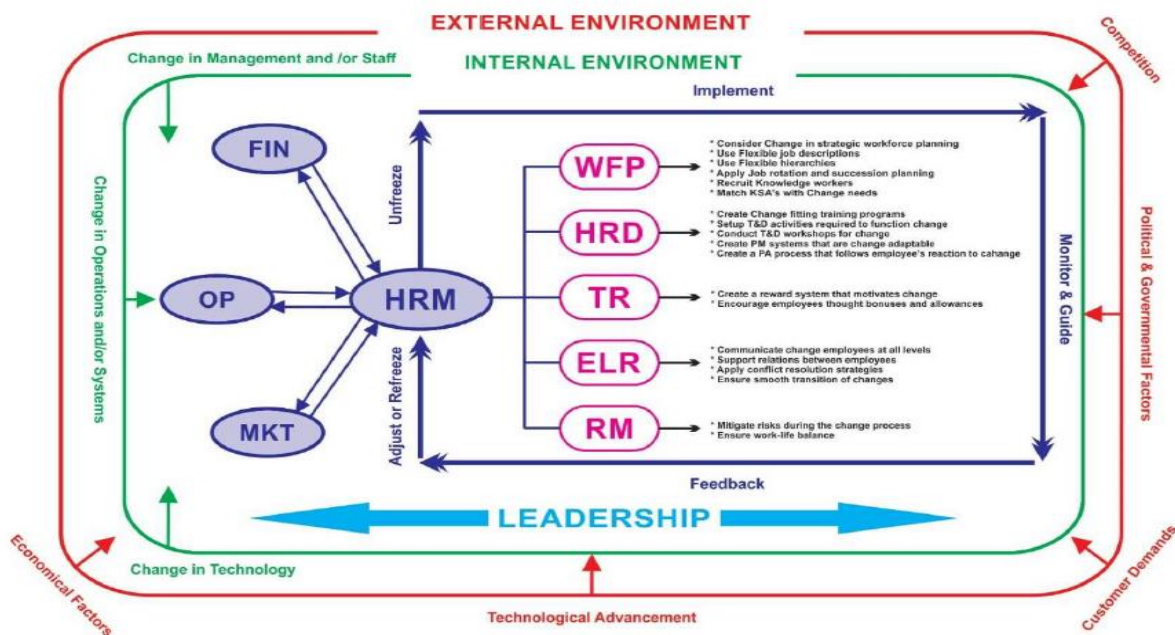 EXTERNAL ENVIRONMENT
Competition
Change in Management and /or Staff
INTERNAL ENVIRONMENT
Implement
FIN
Unfreeze
WFP
* Consider Change in strategic workforce planning
* Use Flexible job descriptions
* Use Flexible hierarchies
* Apply Job rotation and succession planning
* Recruit Knowledge workers
* Match KSA's with Change needs
HRD
* Create Change fitting training programs
* Setup T&D activities required to function change
* Conduct T&D workshops for change
* Create PM systems that are change adaptable
* Create a PA process that follows employee's reaction to cahange
Change in Operations and/or Systems
OP
HRM
TR
* Create a reward system that motivates change
* Encourage employees thought bonuses and allowances
Monitor & Guide
Political & Governmental Factors
ELR
* Communicate change employees at all levels
* Support relations between employees
* Apply conflict resolution strategies
* Ensure smooth transition of changes
Adjust or Refreeze
MKT
RM
* Mitigate risks during the change process
* Ensure work-life balance
Feedback
LEADERSHIP
Economical Factors
Change in Technology
Technological Advancement
Customer Demands